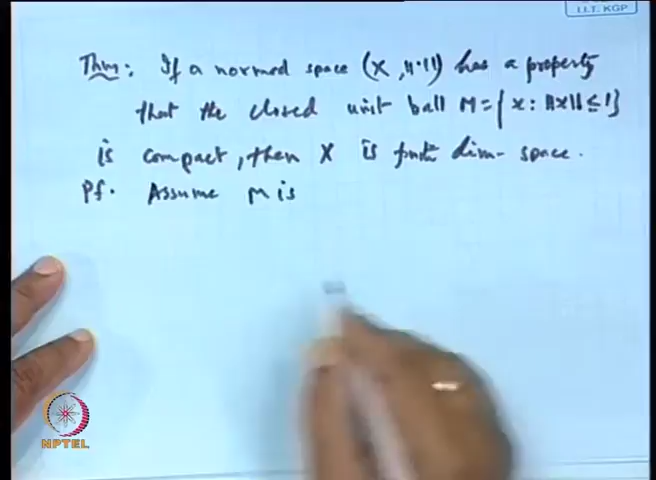 I.I.T. KGP
Thm: If a normed space (X, ||·||) has a property
that the closed unit ball M = {x : ||x|| ≤ 1}
is compact, then X is finite dim- space.
Pf. Assume M is
NPTEL